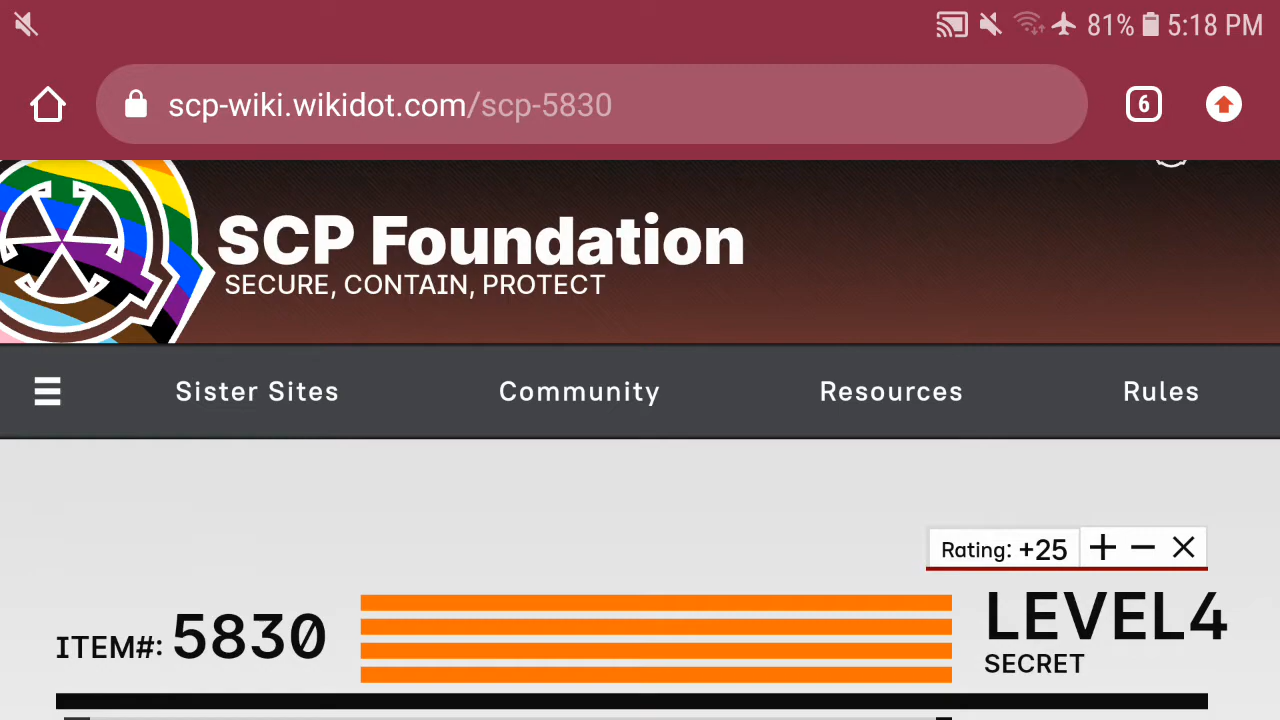 81% 5:18 PM
scp-wiki.wikidot.com/scp-5830
6
SCP Foundation
SECURE, CONTAIN, PROTECT
Sister Sites Community Resources Rules
Rating: +25 + − X
ITEM#: 5830
LEVEL4
SECRET